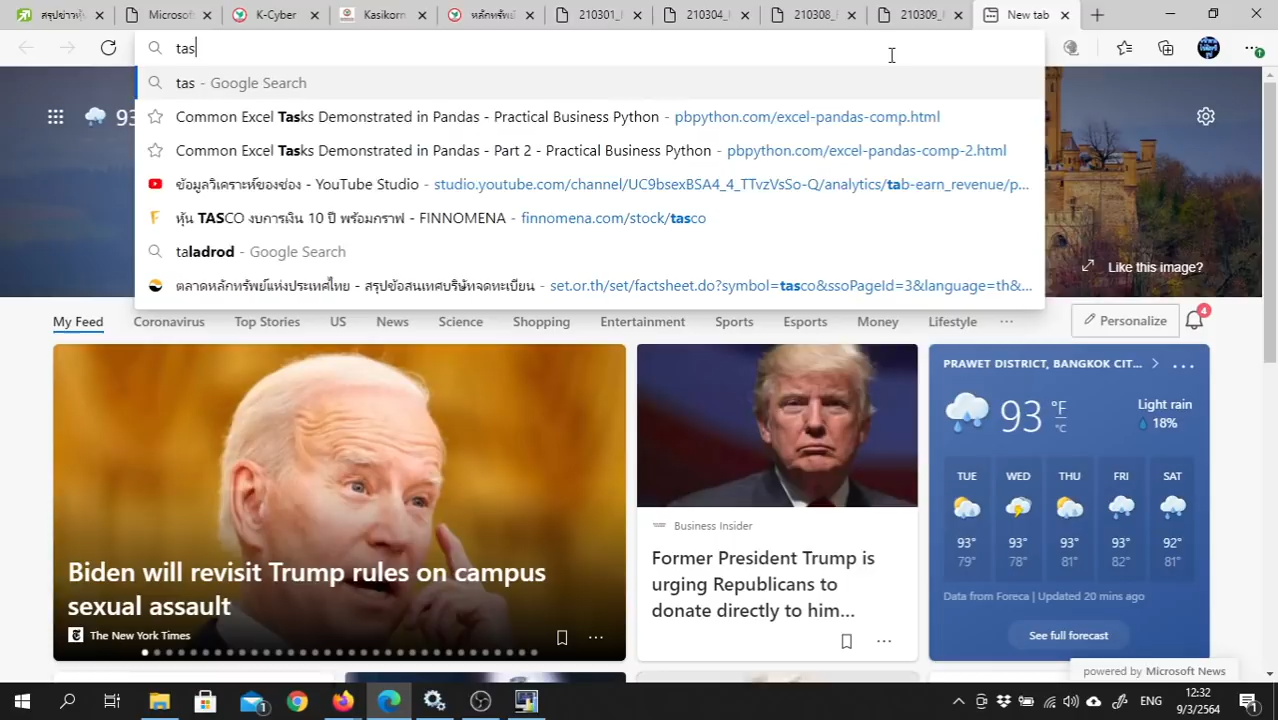 สรุปข่าวหุ้
Microsof
K-Cyber
Kasikorn
หลักทรัพย์
210301_
210304_
210308_
210309_
New tab
tas
tas - Google Search
Common Excel Tasks Demonstrated in Pandas - Practical Business Python - pbpython.com/excel-pandas-comp.html
Common Excel Tasks Demonstrated in Pandas - Part 2 - Practical Business Python - pbpython.com/excel-pandas-comp-2.html
ข้อมูลวิเคราะห์ของช่อง - YouTube Studio - studio.youtube.com/channel/UC9bsexBSA4_4_TTvzVsSo-Q/analytics/tab-earn_revenue/p...
หุ้น TASCO งบการเงิน 10 ปี พร้อมกราฟ - FINNOMENA - finnomena.com/stock/tasco
taladrod - Google Search
ตลาดหลักทรัพย์แห่งประเทศไทย - สรุปข้อสนเทศบริษัทจดทะเบียน - set.or.th/set/factsheet.do?symbol=tasco&ssoPageId=3&language=th&...
93
Like this image?
My Feed
Coronavirus
Top Stories
US
News
Science
Shopping
Entertainment
Sports
Esports
Money
Lifestyle
...
Personalize
4
Biden will revisit Trump rules on campus
sexual assault
The New York Times
Business Insider
Former President Trump is
urging Republicans to
donate directly to him...
PRAWET DISTRICT, BANGKOK CIT...
93 °F
°C
Light rain
18%
TUE WED THU FRI SAT
93° 93° 93° 93° 92°
79° 78° 81° 82° 81°
Data from Foreca | Updated 20 mins ago
See full forecast
powered by Microsoft News
1
ENG
12:32
9/3/2564
1